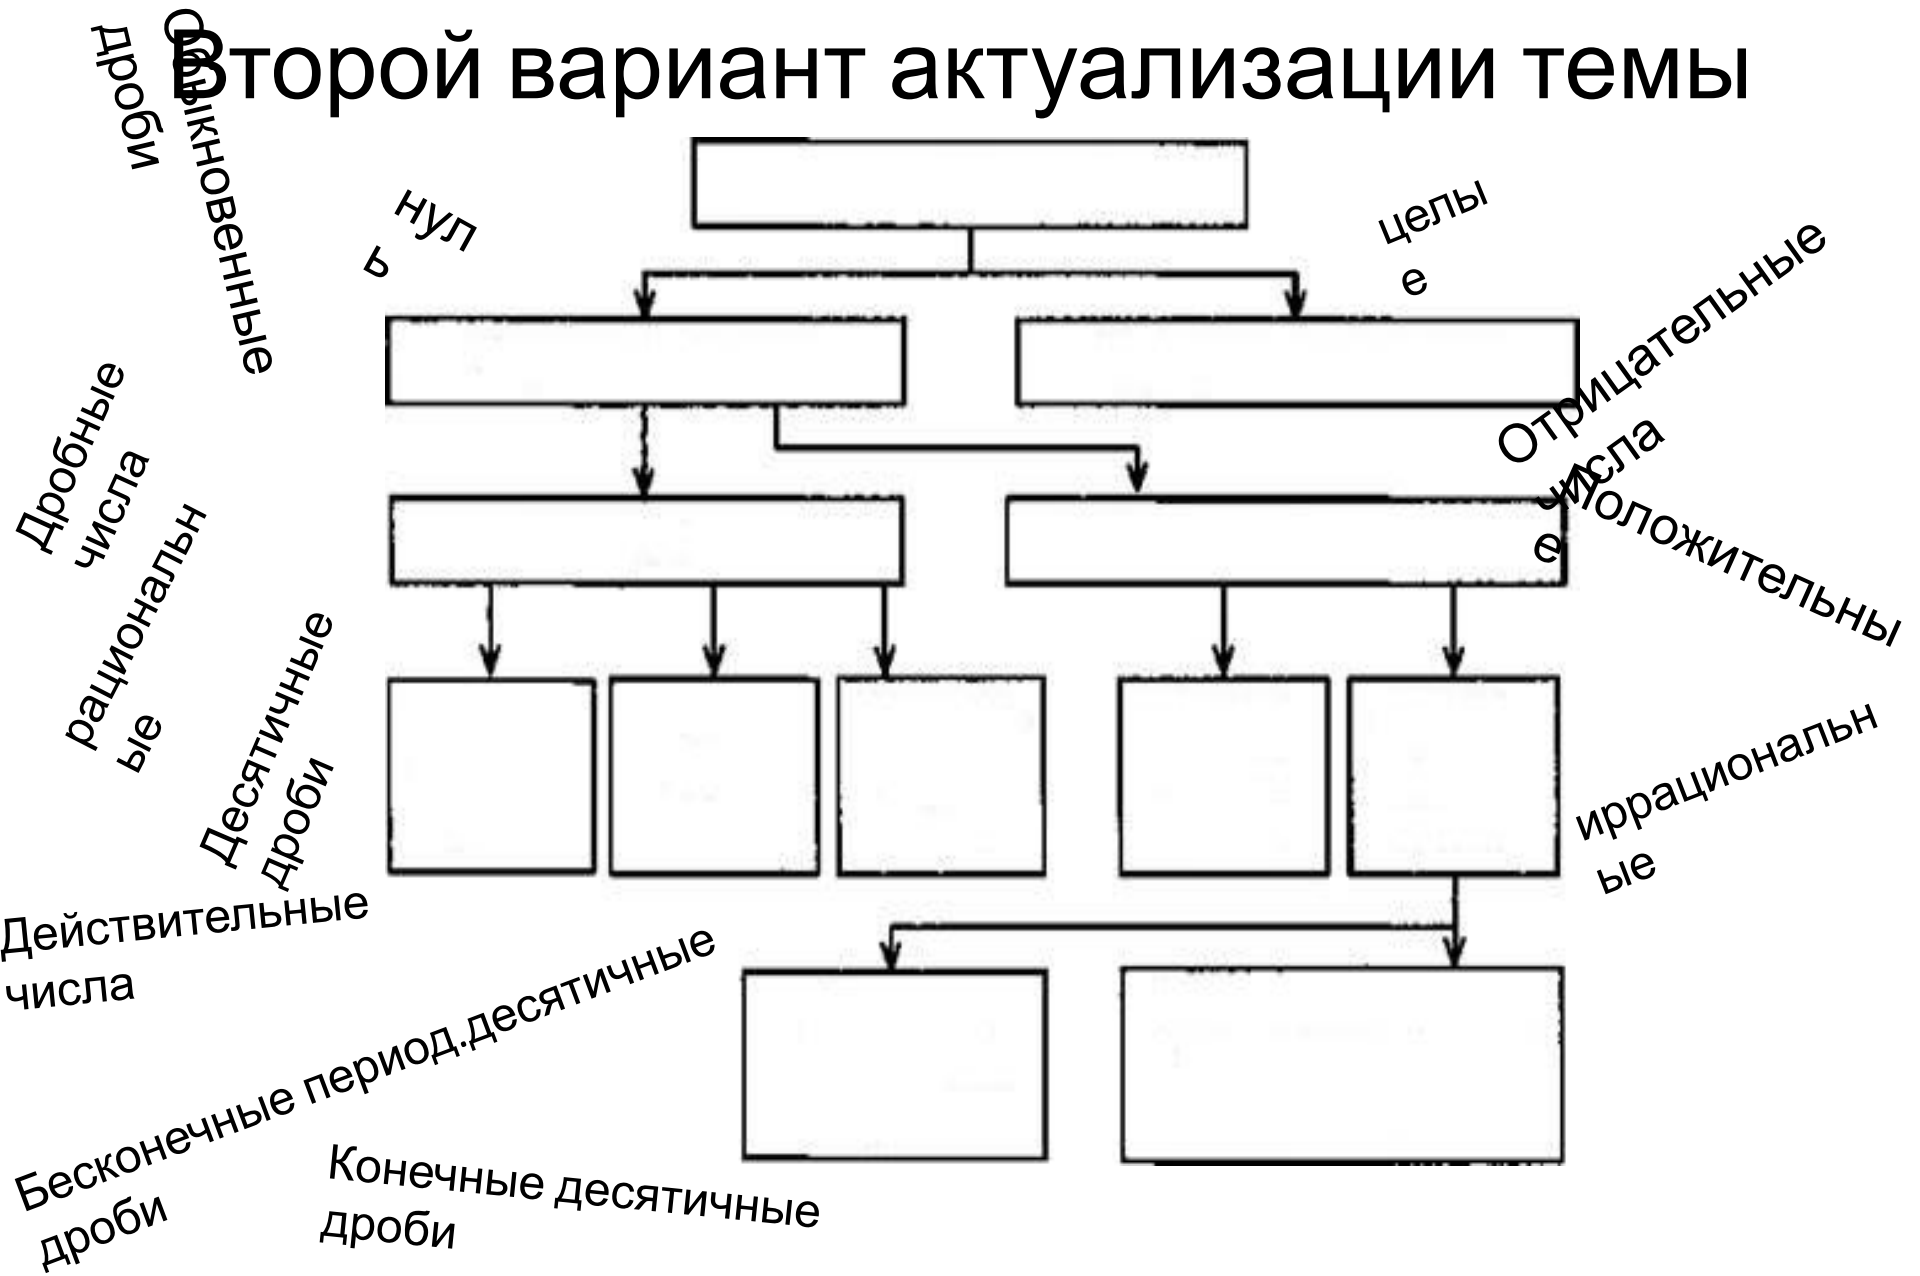 Второй вариант актуализации темы
Обыкновенные
дроби
нул
ь
целы
е
Отрицательные
числа
Положительны
е
Дробные
числа
рациональн
ые
Десятичные
дроби
иррациональн
ые
Действительные
числа
Бесконечные период.десятичные
дроби
Конечные десятичные
дроби